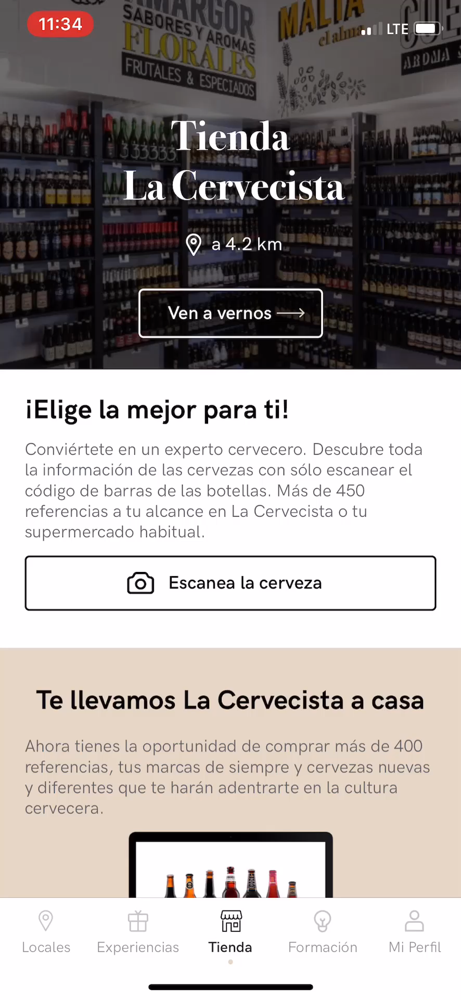 AMARGOR
SABORES Y AROMAS
FLORALES
FRUTALES & ESPECIADOS
MALTA
el alma
AROMA
11:34
LTE
Tienda
La Cervecista
a 4.2 km
Ven a vernos
¡Elige la mejor para ti!
Conviértete en un experto cervecero. Descubre toda
la información de las cervezas con sólo escanear el
código de barras de las botellas. Más de 450
referencias a tu alcance en La Cervecista o tu
supermercado habitual.
Escanea la cerveza
Te llevamos La Cervecista a casa
Ahora tienes la oportunidad de comprar más de 400
referencias, tus marcas de siempre y cervezas nuevas
y diferentes que te harán adentrarte en la cultura
cervecera.
Locales
Experiencias
Tienda
Formación
Mi Perfil